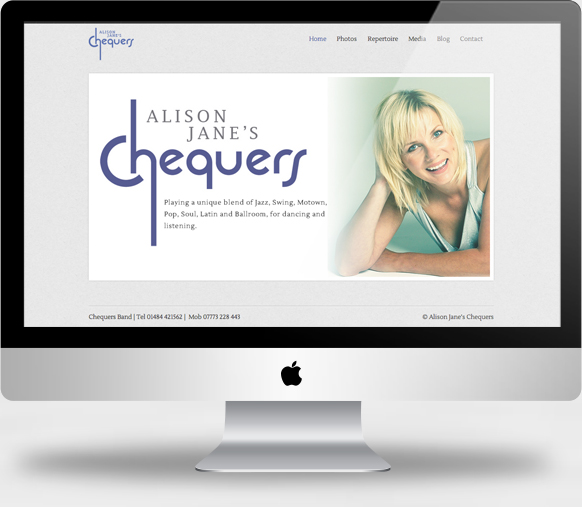 ALISON
JANE'S
chequers
Home Photos Repertoire Media Blog Contact
ALISON
JANE'S
chequers
Playing a unique blend of Jazz, Swing, Motown,
Pop, Soul, Latin and Ballroom, for dancing and
listening.
Chequers Band | Tel 01484 421562 | Mob 07773 228 443
© Alison Jane's Chequers